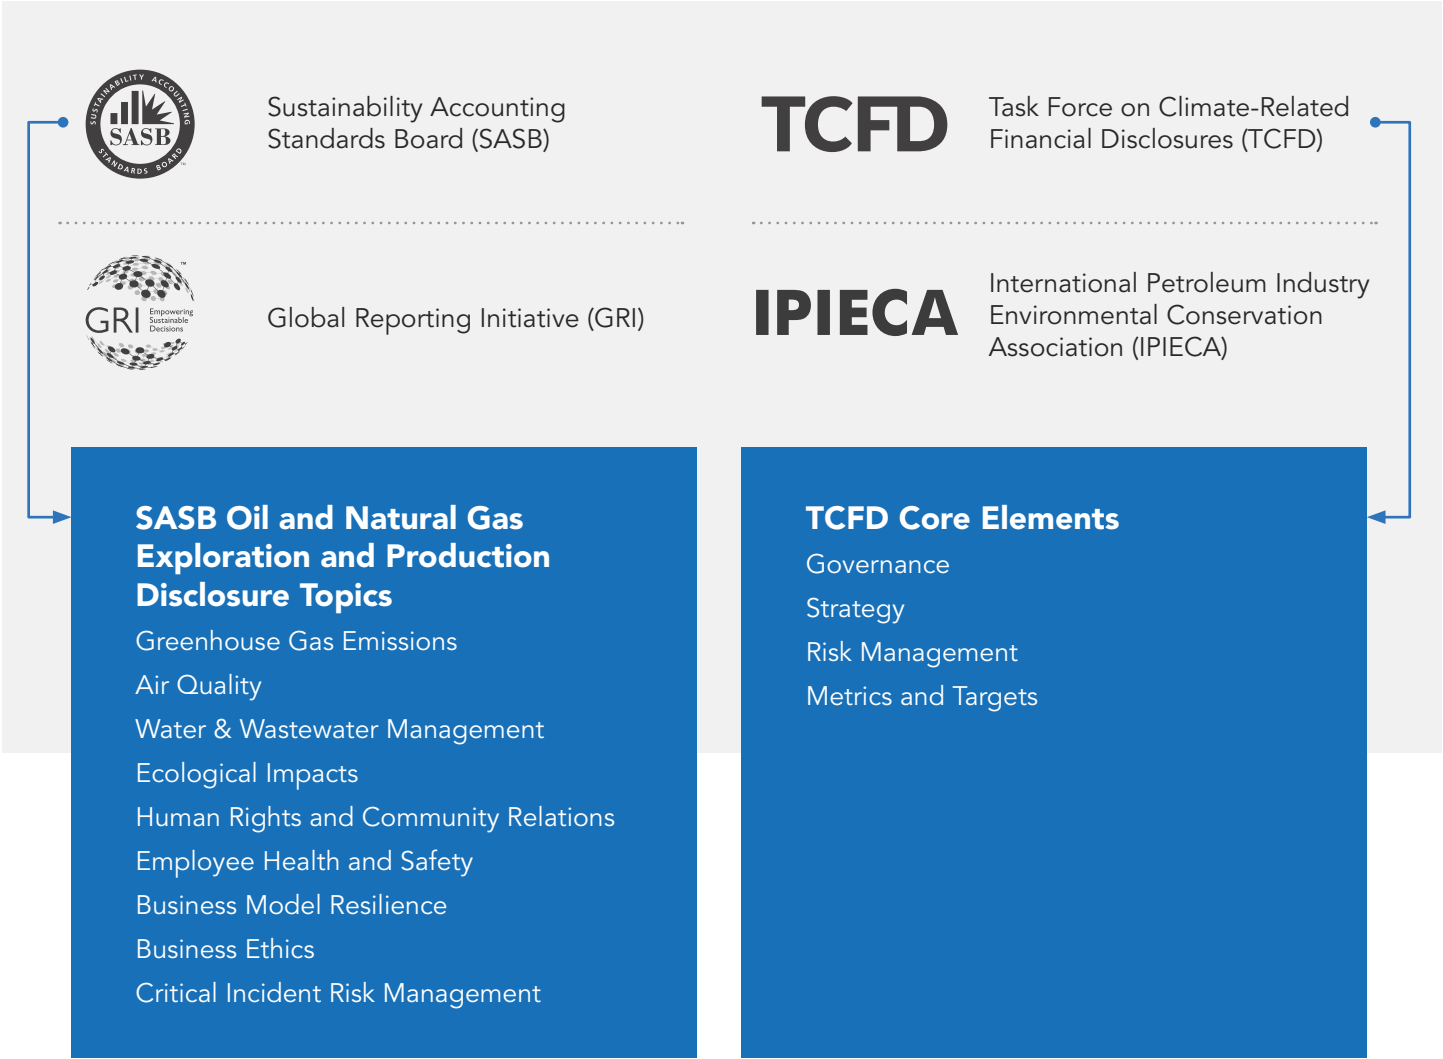 SUSTAINABILITY ACCOUNTING
SASB
STANDARDS BOARD
™
Sustainability Accounting
Standards Board (SASB)
TCFD
Task Force on Climate-Related
Financial Disclosures (TCFD)
™
GRI
Empowering
Sustainable
Decisions
Global Reporting Initiative (GRI)
IPIECA
International Petroleum Industry
Environmental Conservation
Association (IPIECA)
SASB Oil and Natural Gas
Exploration and Production
Disclosure Topics
Greenhouse Gas Emissions
Air Quality
Water & Wastewater Management
Ecological Impacts
Human Rights and Community Relations
Employee Health and Safety
Business Model Resilience
Business Ethics
Critical Incident Risk Management
TCFD Core Elements
Governance
Strategy
Risk Management
Metrics and Targets